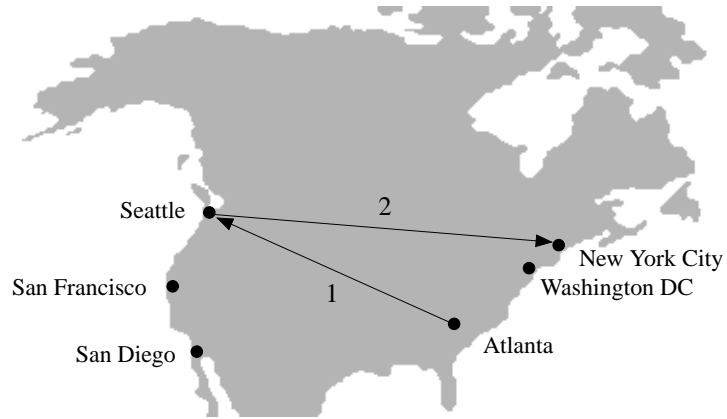 2
Seattle
New York City
Washington DC
San Francisco
1
Atlanta
San Diego